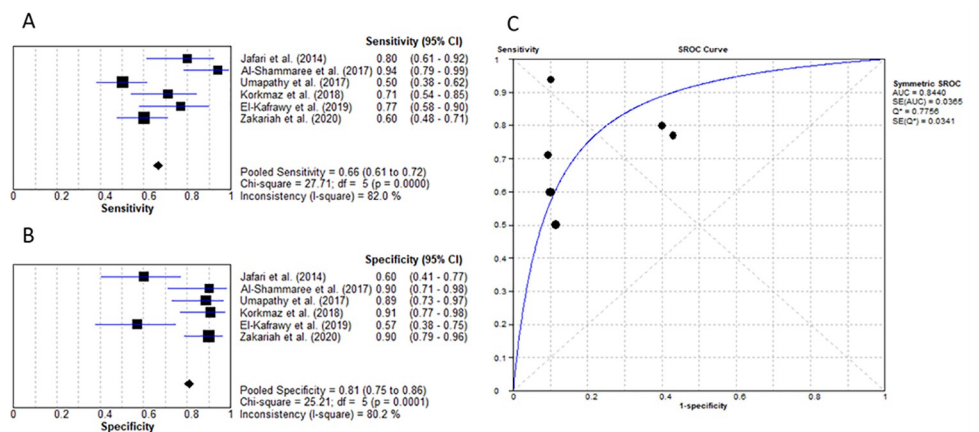 A
Sensitivity (95% CI)
Jafari et al. (2014) 0.80 (0.61 - 0.92)
Al-Shammaree et al. (2017) 0.94 (0.79 - 0.99)
Umapathy et al. (2017) 0.50 (0.38 - 0.62)
Korkmaz et al. (2018) 0.71 (0.54 - 0.85)
El-Kafrawy et al. (2019) 0.77 (0.58 - 0.90)
Zakariah et al. (2020) 0.60 (0.48 - 0.71)
Pooled Sensitivity = 0.66 (0.61 to 0.72)
Chi-square = 27.71; df = 5 (p = 0.0000)
Inconsistency (I-square) = 82.0 %
0 0.2 0.4 0.6 0.8 1
Sensitivity
B
Specificity (95% CI)
Jafari et al. (2014) 0.60 (0.41 - 0.77)
Al-Shammaree et al. (2017) 0.90 (0.71 - 0.98)
Umapathy et al. (2017) 0.89 (0.73 - 0.97)
Korkmaz et al. (2018) 0.91 (0.77 - 0.98)
El-Kafrawy et al. (2019) 0.57 (0.38 - 0.75)
Zakariah et al. (2020) 0.90 (0.79 - 0.96)
Pooled Specificity = 0.81 (0.75 to 0.86)
Chi-square = 25.21; df = 5 (p = 0.0001)
Inconsistency (I-square) = 80.2 %
0 0.2 0.4 0.6 0.8 1
Specificity
C
Sensitivity SROC Curve
1
0.9
0.8
0.7
0.6
0.5
0.4
0.3
0.2
0.1
0
0 0.2 0.4 0.6 0.8 1
1-specificity
Symmetric SROC
AUC = 0.8440
SE(AUC) = 0.0365
Q* = 0.7756
SE(Q*) = 0.0341